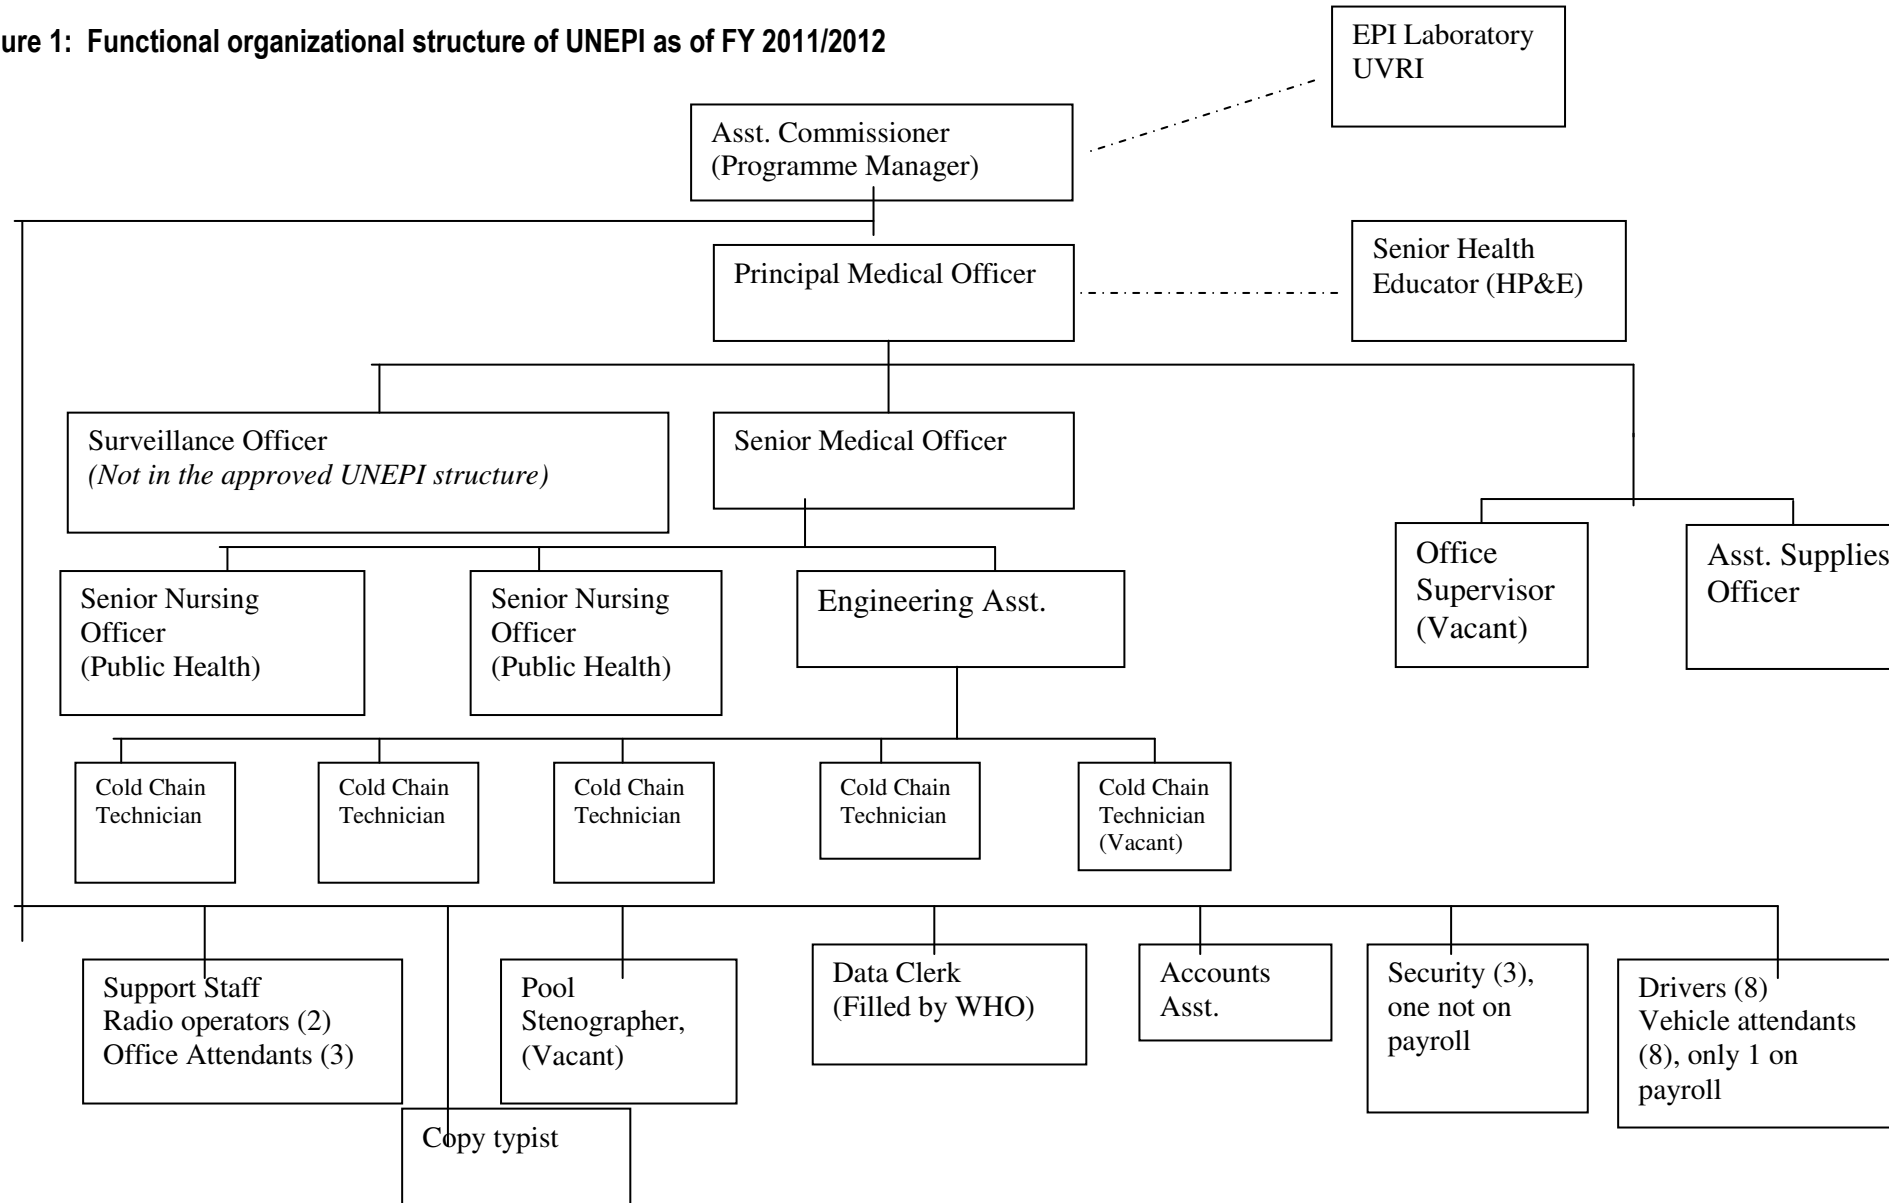 ure 1: Functional organizational structure of UNEPI as of FY 2011/2012
EPI Laboratory
UVRI
Asst. Commissioner
(Programme Manager)
Principal Medical Officer
Senior Health
Educator (HP&E)
Surveillance Officer
(Not in the approved UNEPI structure)
Senior Medical Officer
Office
Supervisor
(Vacant)
Asst. Supplies
Officer
Senior Nursing
Officer
(Public Health)
Senior Nursing
Officer
(Public Health)
Engineering Asst.
Cold Chain
Technician
Cold Chain
Technician
Cold Chain
Technician
Cold Chain
Technician
Cold Chain
Technician
(Vacant)
Support Staff
Radio operators (2)
Office Attendants (3)
Pool
Stenographer,
(Vacant)
Data Clerk
(Filled by WHO)
Accounts
Asst.
Security (3),
one not on
payroll
Drivers (8)
Vehicle attendants
(8), only 1 on
payroll
Copy typist